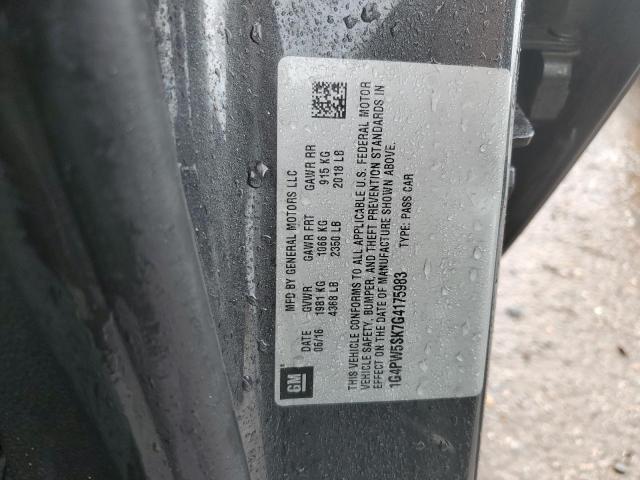 GM
MFD BY GENERAL MOTORS LLC
DATE GVWR GAWR FRT GAWR RR
06/16 1981 KG 1066 KG 915 KG
4368 LB 2350 LB 2018 LB
THIS VEHICLE CONFORMS TO ALL APPLICABLE U.S. FEDERAL MOTOR
VEHICLE SAFETY, BUMPER, AND THEFT PREVENTION STANDARDS IN
EFFECT ON THE DATE OF MANUFACTURE SHOWN ABOVE.
1G4PW5SK7G4175983 TYPE: PASS CAR